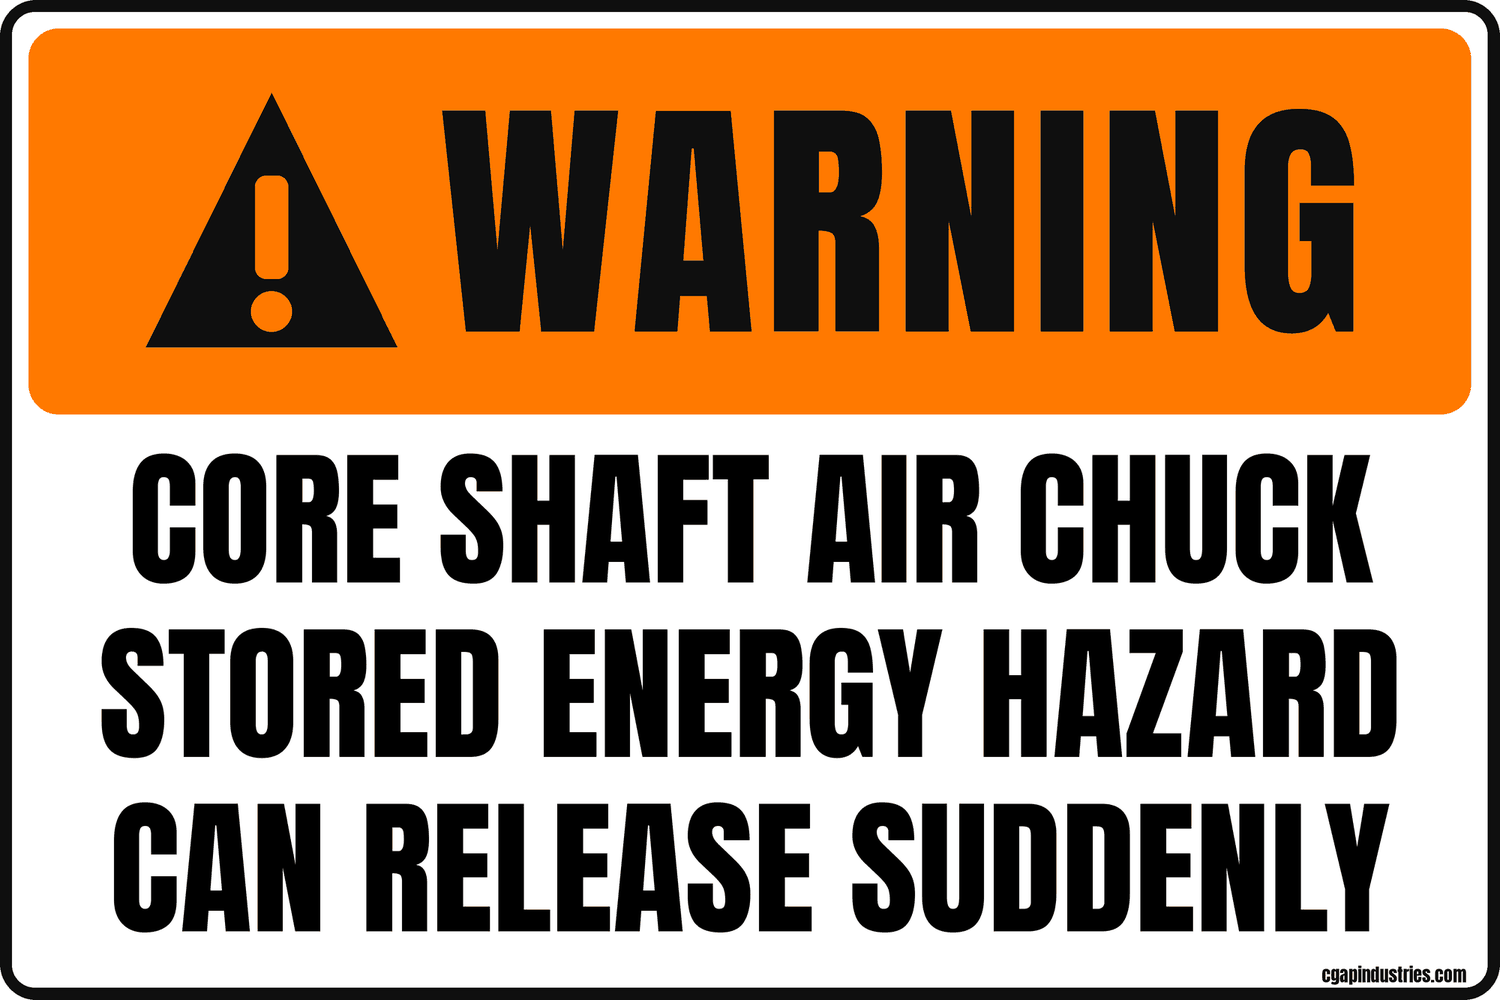 WARNING
CORE SHAFT AIR CHUCK
STORED ENERGY HAZARD
CAN RELEASE SUDDENLY
cgapindustries.com